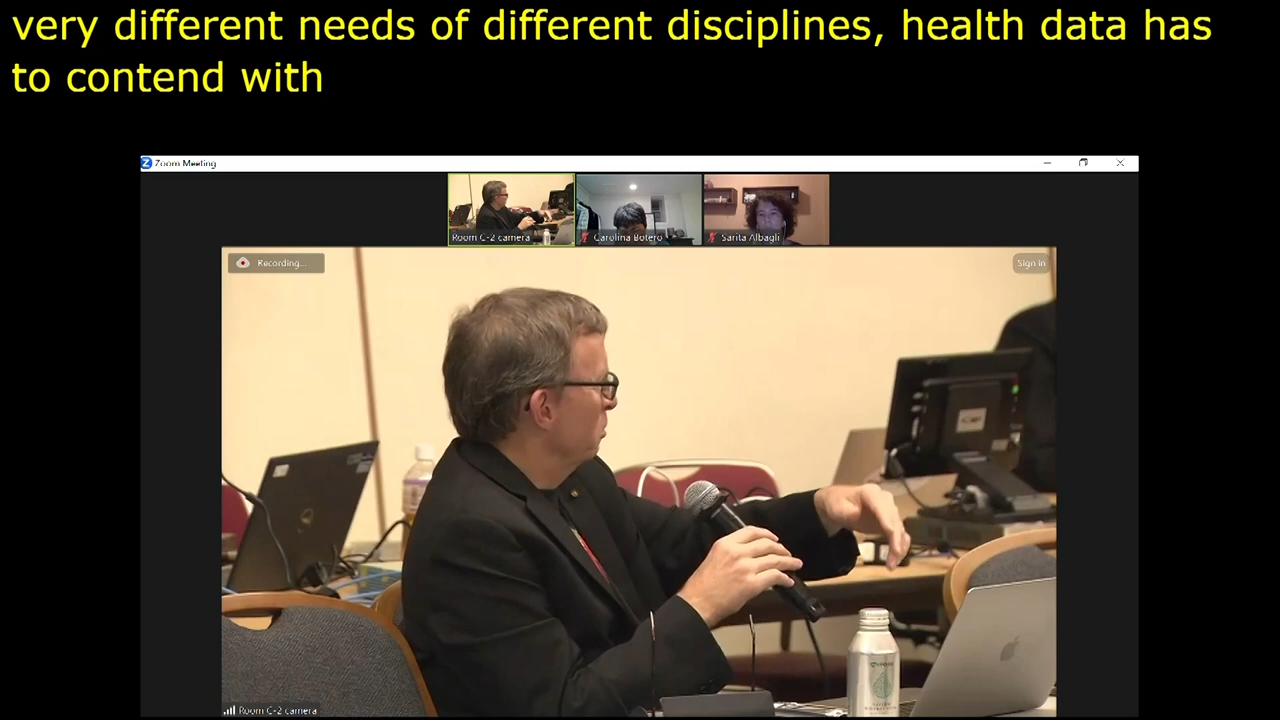 very different needs of different disciplines, health data has
to contend with
Zoom Meeting
Room C-2 camera
Carolina Botero
Sarita Albagli
Recording...
Sign in
Room C-2 camera